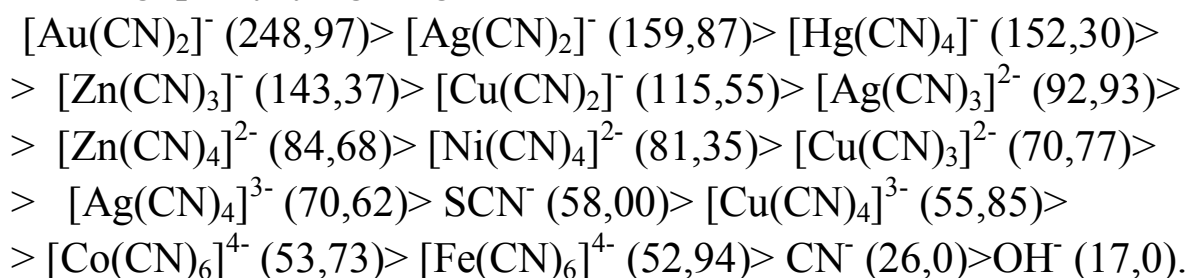 [Au(CN)₂]⁻ (248,97)> [Ag(CN)₂]⁻ (159,87)> [Hg(CN)₄]⁻ (152,30)>
> [Zn(CN)₃]⁻ (143,37)> [Cu(CN)₂]⁻ (115,55)> [Ag(CN)₃]²⁻ (92,93)>
> [Zn(CN)₄]²⁻ (84,68)> [Ni(CN)₄]²⁻ (81,35)> [Cu(CN)₃]²⁻ (70,77)>
> [Ag(CN)₄]³⁻ (70,62)> SCN⁻ (58,00)> [Cu(CN)₄]³⁻ (55,85)>
> [Co(CN)₆]⁴⁻ (53,73)> [Fe(CN)₆]⁴⁻ (52,94)> CN⁻ (26,0)>OH⁻ (17,0).